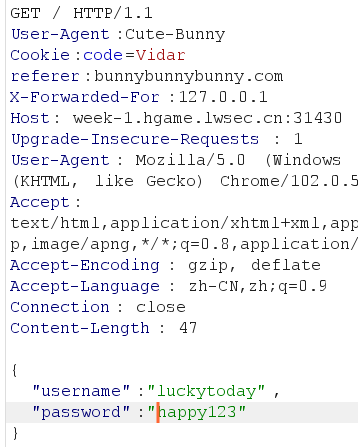 GET / HTTP/1.1
User-Agent:Cute-Bunny
Cookie:code=Vidar
referer:bunnybunnybunny.com
X-Forwarded-For:127.0.0.1
Host: week-1.hgame.lwsec.cn:31430
Upgrade-Insecure-Requests : 1
User-Agent: Mozilla/5.0 (Windows
(KHTML, like Gecko) Chrome/102.0.5
Accept:
text/html,application/xhtml+xml,app
p,image/apng,*/*;q=0.8,application/
Accept-Encoding: gzip, deflate
Accept-Language: zh-CN,zh;q=0.9
Connection: close
Content-Length: 47
{
"username":"luckytoday",
"password":"happy123"
}